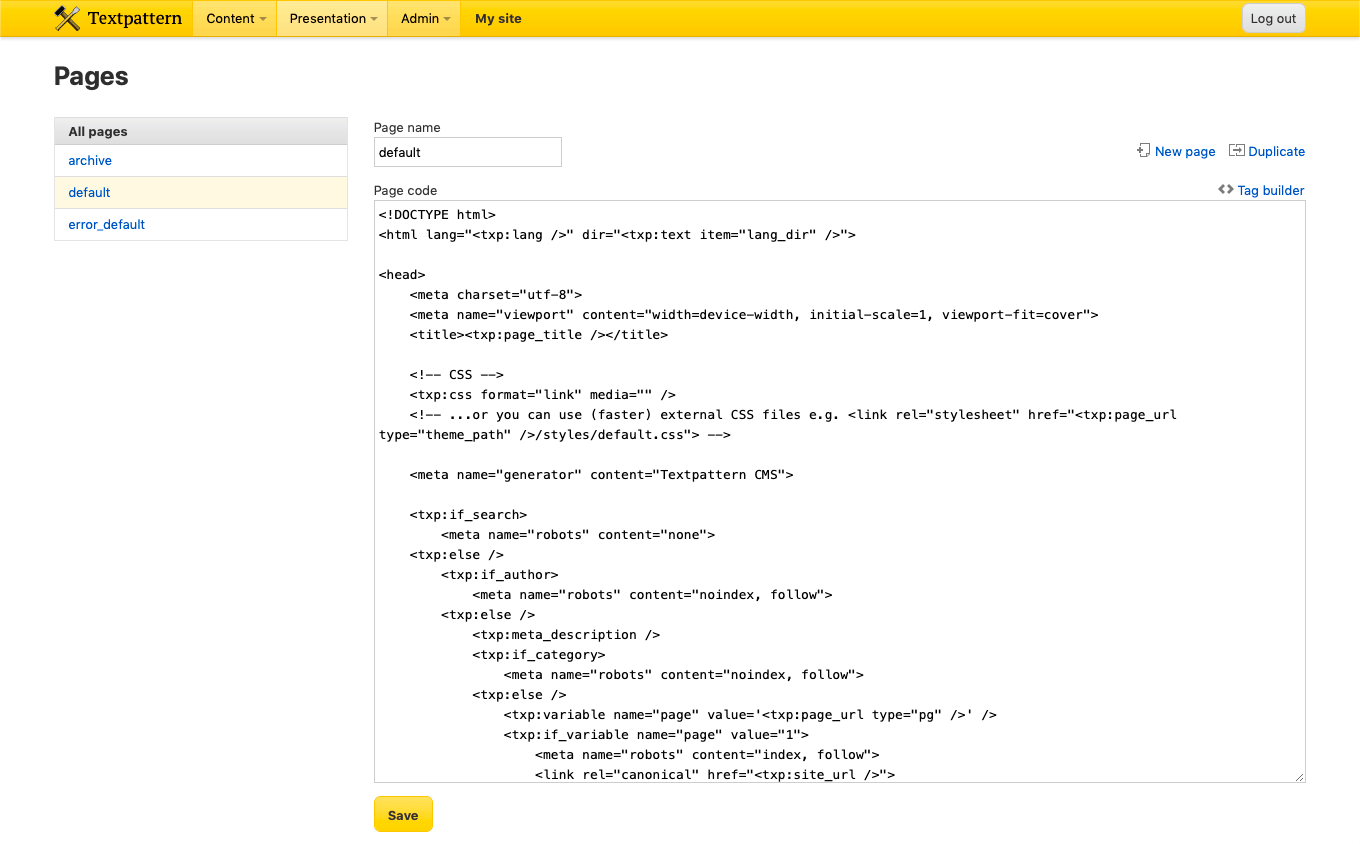 Textpattern Content Presentation Admin My site Log out
Pages
All pages
archive
default
error_default
Page name
default
New page Duplicate
Page code
Tag builder
<!DOCTYPE html>
<html lang="<txp:lang />" dir="<txp:text item="lang_dir" />">
<head>
    <meta charset="utf-8">
    <meta name="viewport" content="width=device-width, initial-scale=1, viewport-fit=cover">
    <title><txp:page_title /></title>
    <!-- CSS -->
    <txp:css format="link" media="" />
    <!-- ...or you can use (faster) external CSS files e.g. <link rel="stylesheet" href="<txp:page_url
type="theme_path" />/styles/default.css"> -->
    <meta name="generator" content="Textpattern CMS">
    <txp:if_search>
        <meta name="robots" content="none">
    <txp:else />
        <txp:if_author>
            <meta name="robots" content="noindex, follow">
        <txp:else />
            <txp:meta_description />
            <txp:if_category>
                <meta name="robots" content="noindex, follow">
            <txp:else />
                <txp:variable name="page" value='<txp:page_url type="pg" />' />
                <txp:if_variable name="page" value="1">
                    <meta name="robots" content="index, follow">
                    <link rel="canonical" href="<txp:site_url />">
Save